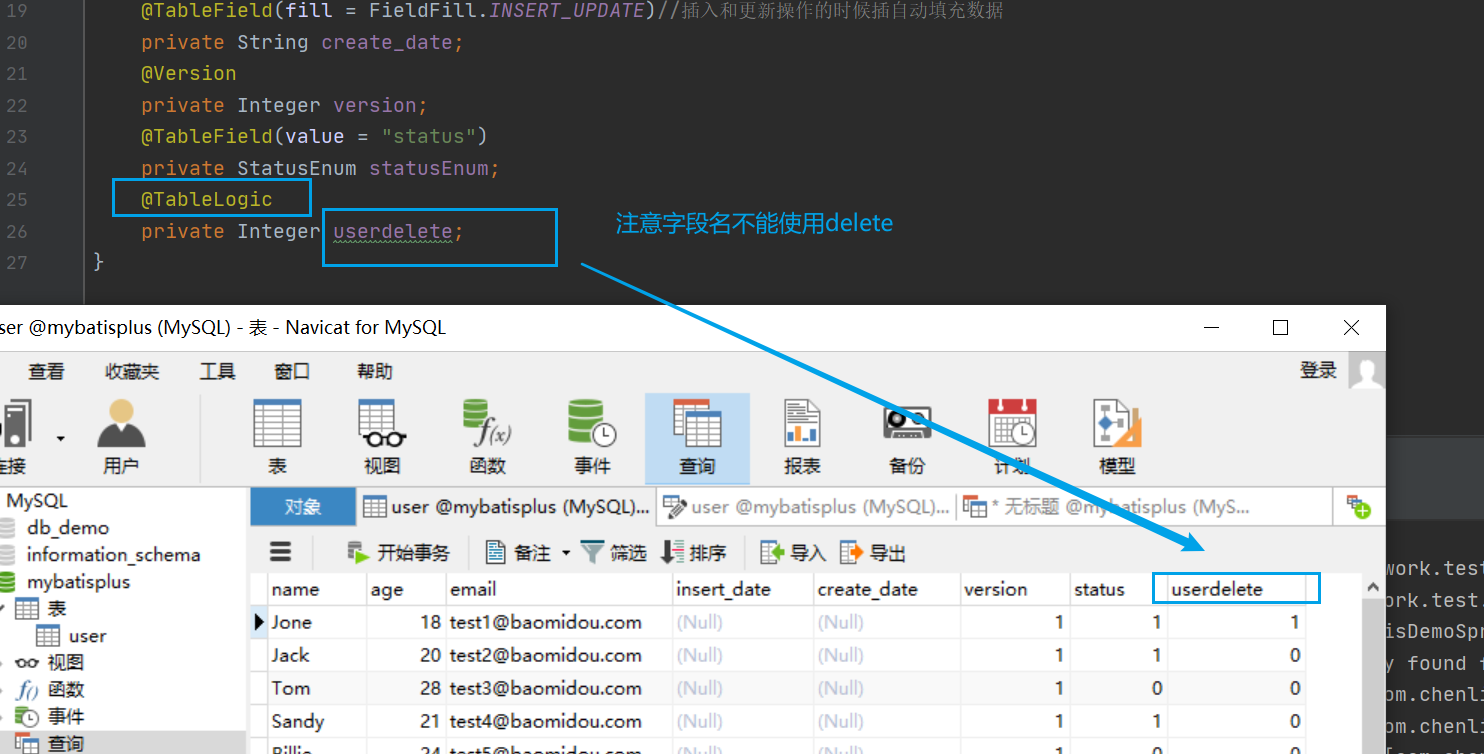 19 @TableField(fill = FieldFill.INSERT_UPDATE)//插入和更新操作的时候插自动填充数据
20 private String create_date;
21 @Version
22 private Integer version;
23 @TableField(value = "status")
24 private StatusEnum statusEnum;
25 @TableLogic
26 private Integer userdelete;
注意字段名不能使用delete
27 }
ser @mybatisplus (MySQL) - 表 - Navicat for MySQL
查看 收藏夹 工具 窗口 帮助 登录
连接 用户 表 视图 函数 事件 查询 报表 备份 计划 模型
MySQL
db_demo
information_schema
mybatisplus
表
user
视图
函数
事件
查询
对象 user @mybatisplus (MySQL)... user @mybatisplus (MySQL)... * 无标题 @mybatisplus (MyS...
开始事务 备注 筛选 排序 导入 导出
name age email insert_date create_date version status userdelete
Jone 18 test1@baomidou.com (Null) (Null) 1 1 1
Jack 20 test2@baomidou.com (Null) (Null) 1 1 0
Tom 28 test3@baomidou.com (Null) (Null) 1 0 0
Sandy 21 test4@baomidou.com (Null) (Null) 1 1 0
Billie 24 test5@baomidou.com (Null) (Null) 1 0 0
work.test
ork.test.
isDemoSpr
y found f
om.chenli
om.chenli